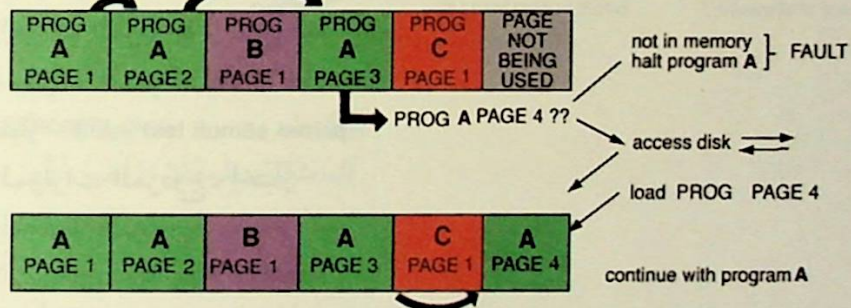 PROG
A
PAGE 1
PROG
A
PAGE 2
PROG
B
PAGE 1
PROG
A
PAGE 3
PROG
C
PAGE 1
PAGE
NOT
BEING
USED
not in memory
halt program A
FAULT
PROG A PAGE 4 ??
access disk
load PROG PAGE 4
A
PAGE 1
A
PAGE 2
B
PAGE 1
A
PAGE 3
C
PAGE 1
A
PAGE 4
continue with program A